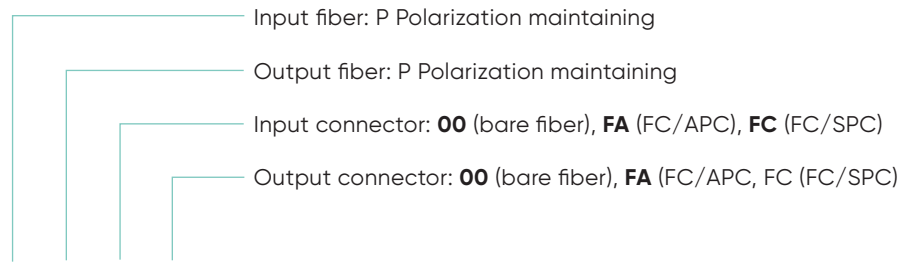 Input fiber: P Polarization maintaining
Output fiber: P Polarization maintaining
Input connector: 00 (bare fiber), FA (FC/APC), FC (FC/SPC)
Output connector: 00 (bare fiber), FA (FC/APC, FC (FC/SPC)